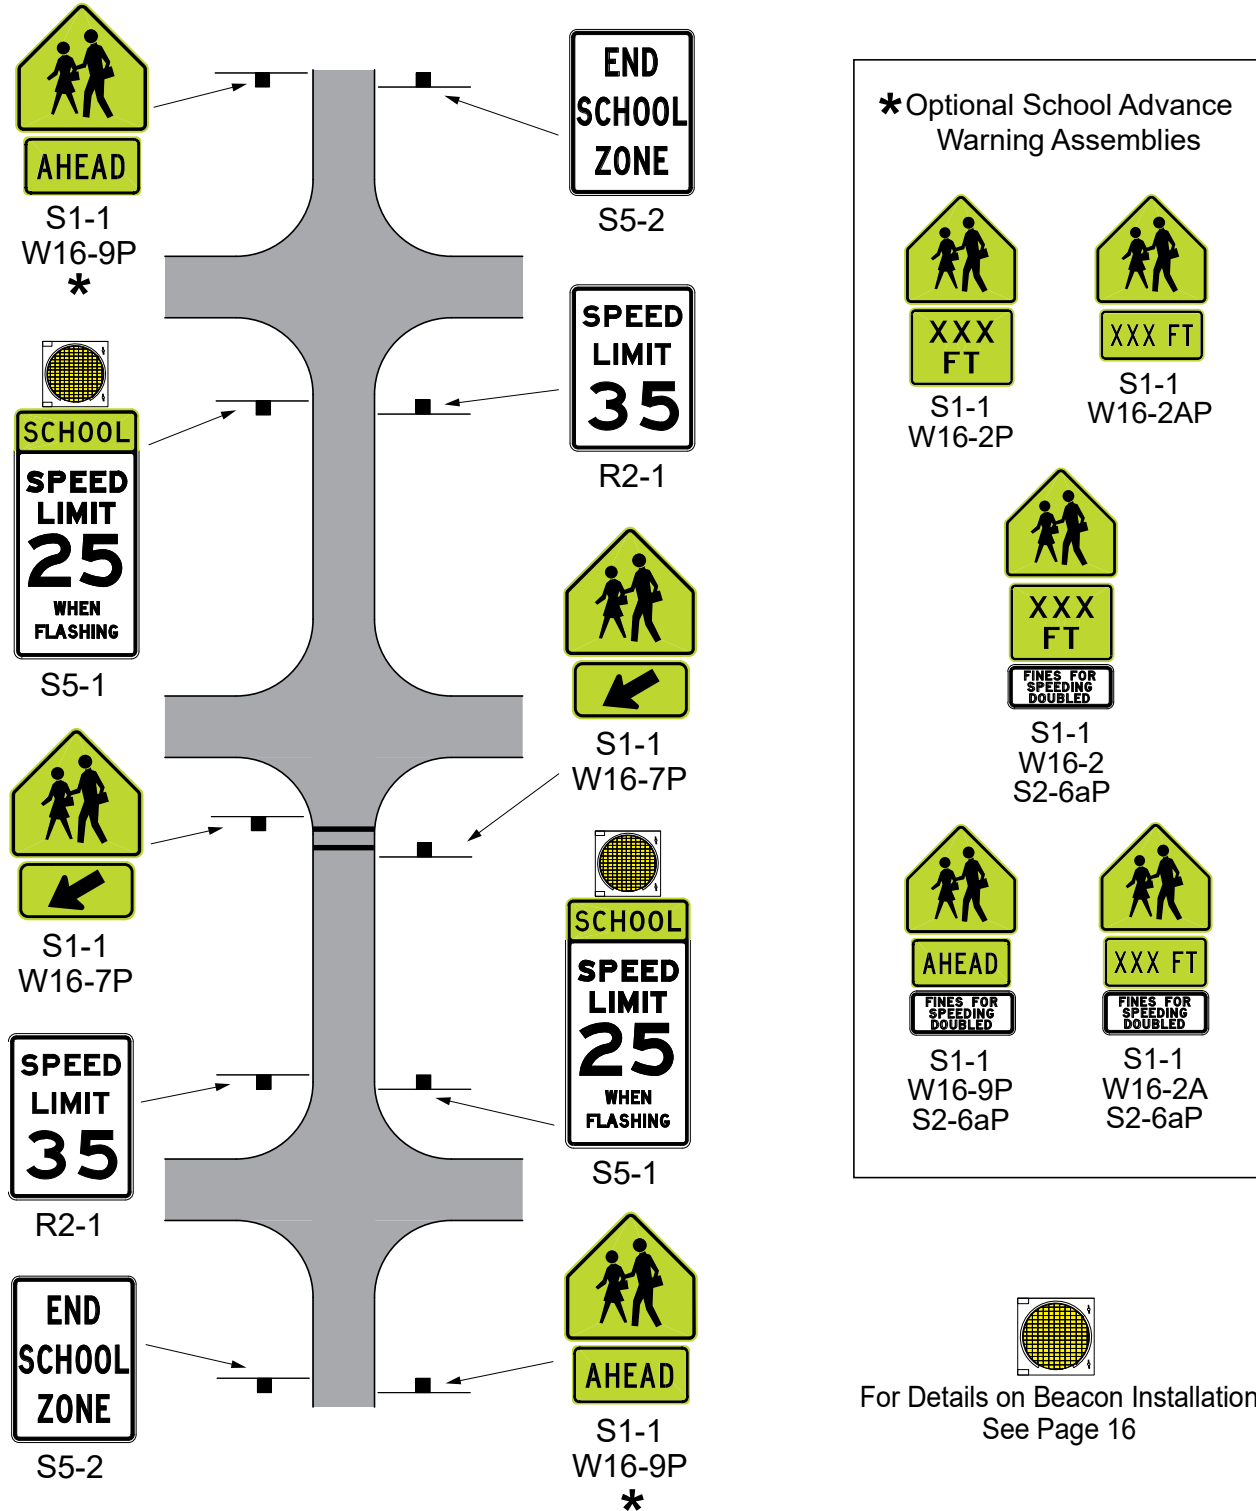 AHEAD
S1-1
W16-9P
*
END
SCHOOL
ZONE
S5-2
SPEED
LIMIT
35
R2-1
SCHOOL
SPEED
LIMIT
25
WHEN
FLASHING
S5-1
S1-1
W16-7P
S1-1
W16-7P
SCHOOL
SPEED
LIMIT
25
WHEN
FLASHING
S5-1
SPEED
LIMIT
35
R2-1
END
SCHOOL
ZONE
S5-2
AHEAD
S1-1
W16-9P
*
*Optional School Advance
Warning Assemblies
XXX
FT
S1-1
W16-2P
XXX FT
S1-1
W16-2AP
XXX
FT
FINES FOR
SPEEDING
DOUBLED
S1-1
W16-2
S2-6aP
AHEAD
FINES FOR
SPEEDING
DOUBLED
S1-1
W16-9P
S2-6aP
XXX FT
FINES FOR
SPEEDING
DOUBLED
S1-1
W16-2A
S2-6aP
For Details on Beacon Installation
See Page 16